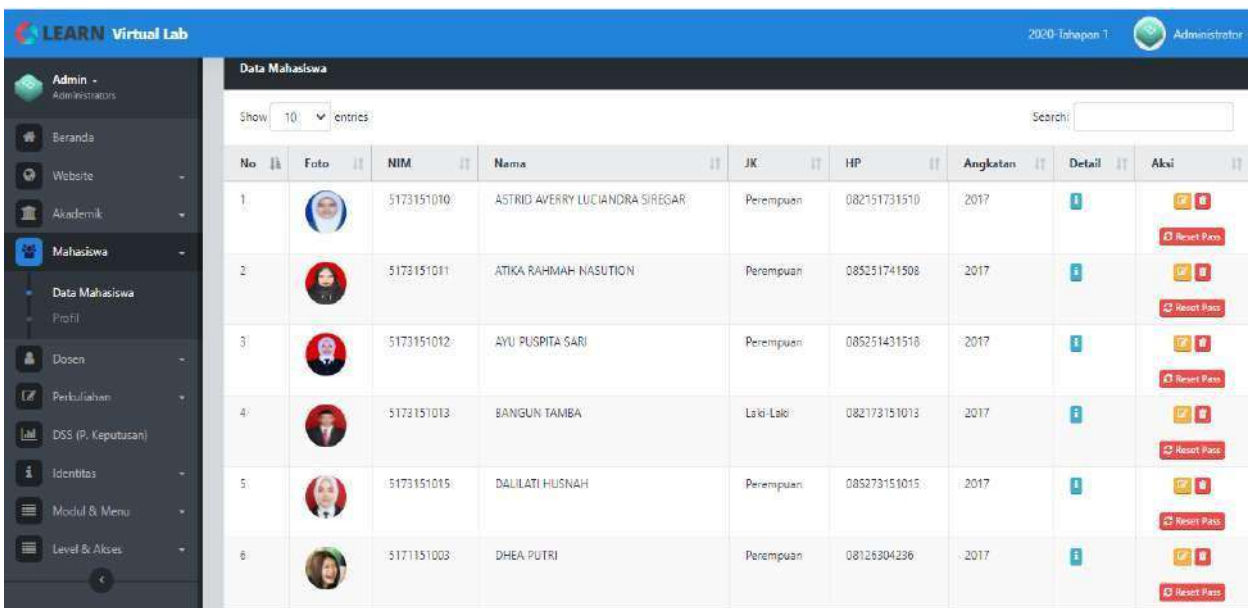 LEARN Virtual Lab
2020-Tahapan 1
Administrator
Admin -
Administrators
Beranda
Website
Akademik
Mahasiswa
Data Mahasiswa
Profil
Dosen
Perkuliahan
DSS (P. Keputusan)
Identitas
Modul & Menu
Level & Akses
Data Mahasiswa
Show 10 entries
Search:
No Foto NIM Nama JK HP Angkatan Detail Aksi
1 5173151010 ASTRID AVERRY LUCIANDRA SIREGAR Perempuan 082151731510 2017
Reset Pass
2 5173151011 ATIKA RAHMAH NASUTION Perempuan 085251741508 2017
Reset Pass
3 5173151012 AYU PUSPITA SARI Perempuan 085251431518 2017
Reset Pass
4 5173151013 BANGUN TAMBA Laki-Laki 082173151013 2017
Reset Pass
5 5173151015 DALILATI HUSNAH Perempuan 085273151015 2017
Reset Pass
6 5171151003 DHEA PUTRI Perempuan 08126304236 2017
Reset Pass